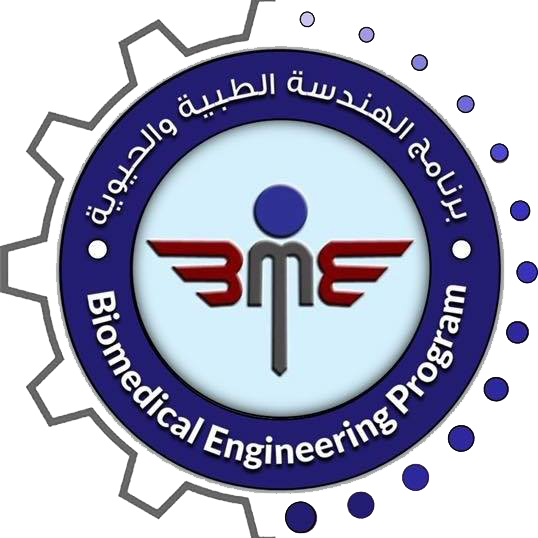 برنامج الهندسة الطبية والحيوية
BME
Biomedical Engineering Program